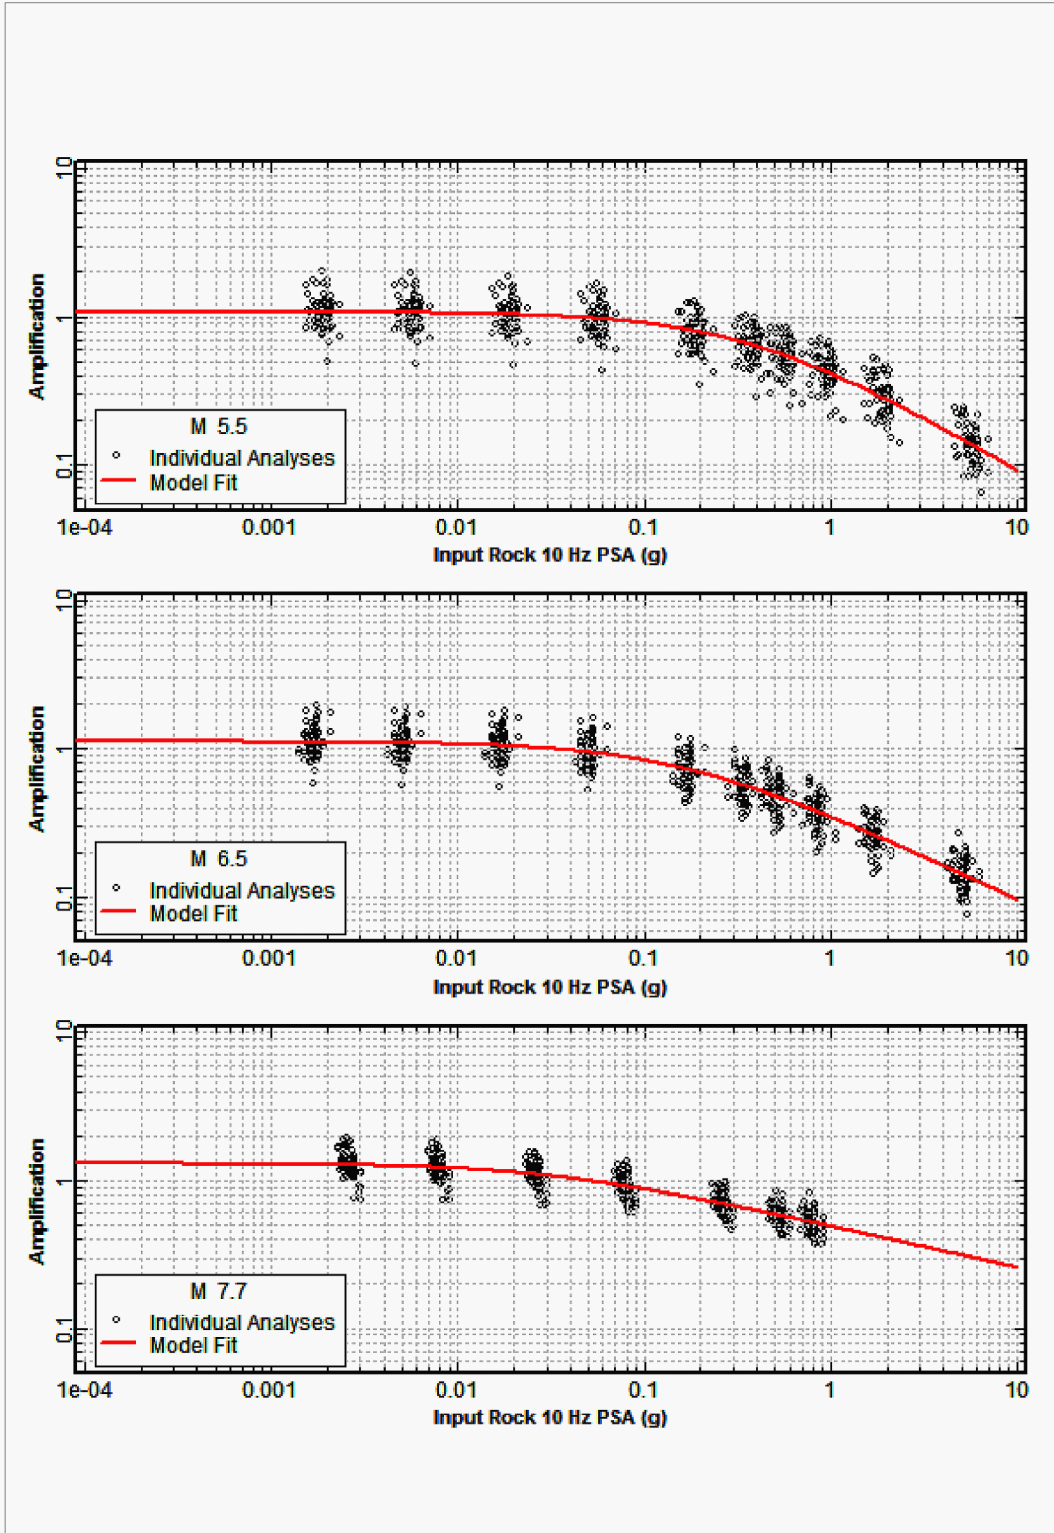 10
1
0.1
Amplification
M 5.5
Individual Analyses
Model Fit
1e-04 0.001 0.01 0.1 1 10
Input Rock 10 Hz PSA (g)
10
1
0.1
Amplification
M 6.5
Individual Analyses
Model Fit
1e-04 0.001 0.01 0.1 1 10
Input Rock 10 Hz PSA (g)
10
1
0.1
Amplification
M 7.7
Individual Analyses
Model Fit
1e-04 0.001 0.01 0.1 1 10
Input Rock 10 Hz PSA (g)